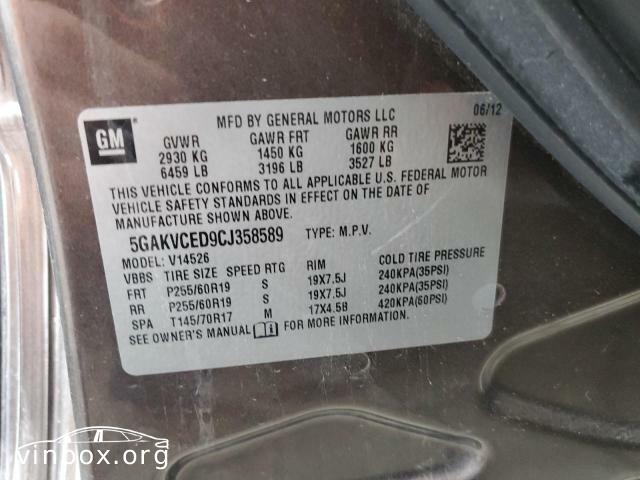 MFD BY GENERAL MOTORS LLC 06/12
GM
GVWR GAWR FRT GAWR RR
2930 KG 1450 KG 1600 KG
6459 LB 3196 LB 3527 LB
THIS VEHICLE CONFORMS TO ALL APPLICABLE U.S. FEDERAL MOTOR
VEHICLE SAFETY STANDARDS IN EFFECT ON THE DATE OF
MANUFACTURE SHOWN ABOVE.
5GAKVCED9CJ358589 TYPE: M.P.V.
MODEL: V14526
VBBS TIRE SIZE SPEED RTG RIM COLD TIRE PRESSURE
FRT P255/60R19 S 19X7.5J 240KPA(35PSI)
RR P255/60R19 S 19X7.5J 240KPA(35PSI)
SPA T145/70R17 M 17X4.5B 420KPA(60PSI)
SEE OWNER'S MANUAL FOR MORE INFORMATION.
vinbox.org